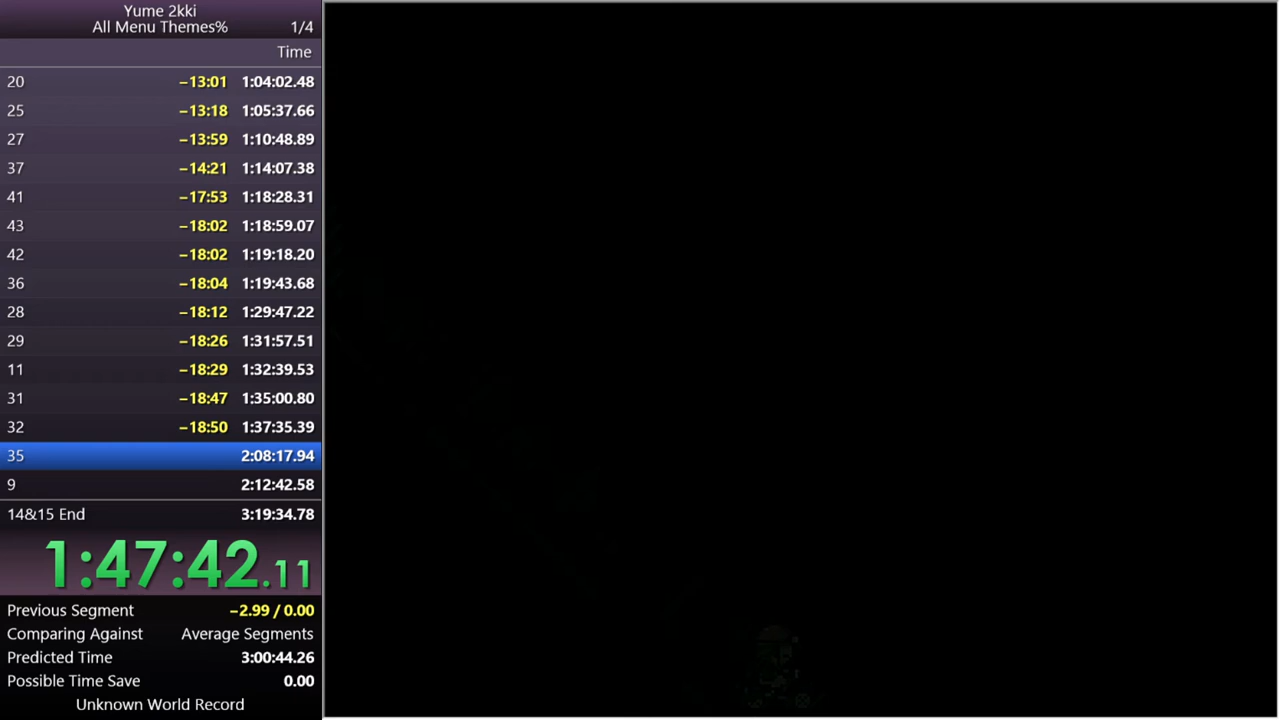 Yume 2kki
All Menu Themes% 1/4
Time
20 −13:01 1:04:02.48
25 −13:18 1:05:37.66
27 −13:59 1:10:48.89
37 −14:21 1:14:07.38
41 −17:53 1:18:28.31
43 −18:02 1:18:59.07
42 −18:02 1:19:18.20
36 −18:04 1:19:43.68
28 −18:12 1:29:47.22
29 −18:26 1:31:57.51
11 −18:29 1:32:39.53
31 −18:47 1:35:00.80
32 −18:50 1:37:35.39
35 2:08:17.94
9 2:12:42.58
14&15 End 3:19:34.78
1:47:42.11
Previous Segment −2.99 / 0.00
Comparing Against Average Segments
Predicted Time 3:00:44.26
Possible Time Save 0.00
Unknown World Record